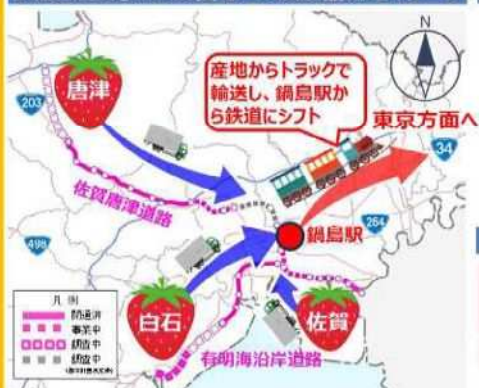 N
産地からトラックで
輸送し、鍋島駅か
ら鉄道にシフト
東京方面へ
203
唐津
34
佐賀唐津道路
264
鍋島駅
498
白石
佐賀
有明海沿岸道路
凡例
開通済
事業中
調査中
調査中